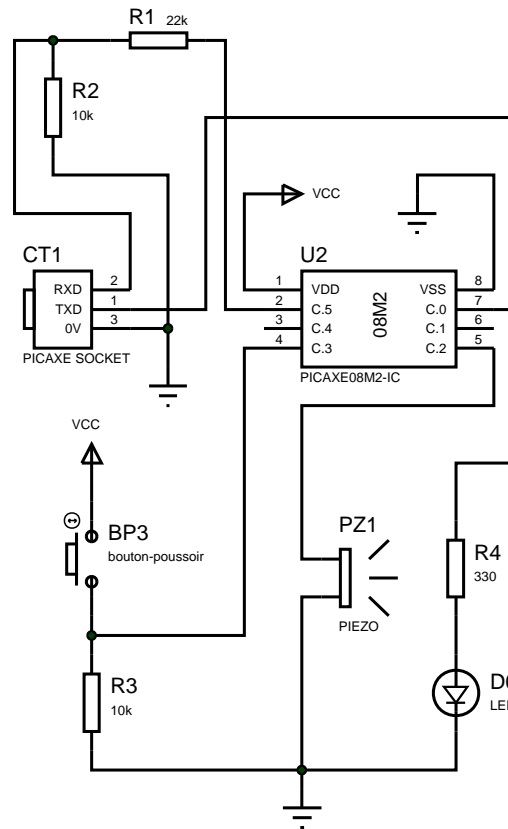 R1 22k
R2
10k
VCC
CT1
U2
RXD 2
TXD 1
0V 3
PICAXE SOCKET
1 VDD
2 C.5
3 C.4
4 C.3
08M2
VSS 8
C.0 7
C.1 6
C.2 5
PICAXE08M2-IC
VCC
BP3
bouton-poussoir
PZ1
PIEZO
R4
330
R3
10k